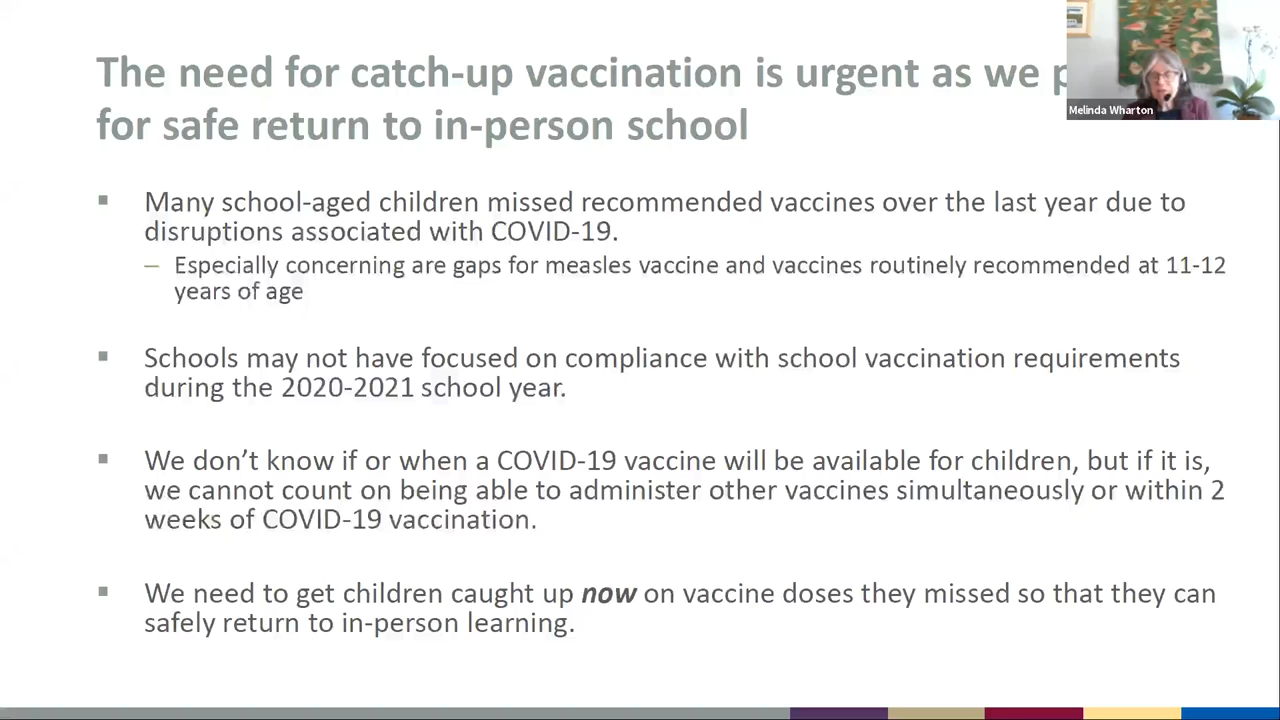 The need for catch-up vaccination is urgent as we
for safe return to in-person school
Melinda Wharton
Many school-aged children missed recommended vaccines over the last year due to
disruptions associated with COVID-19.
– Especially concerning are gaps for measles vaccine and vaccines routinely recommended at 11-12
years of age
Schools may not have focused on compliance with school vaccination requirements
during the 2020-2021 school year.
We don’t know if or when a COVID-19 vaccine will be available for children, but if it is,
we cannot count on being able to administer other vaccines simultaneously or within 2
weeks of COVID-19 vaccination.
We need to get children caught up now on vaccine doses they missed so that they can
safely return to in-person learning.